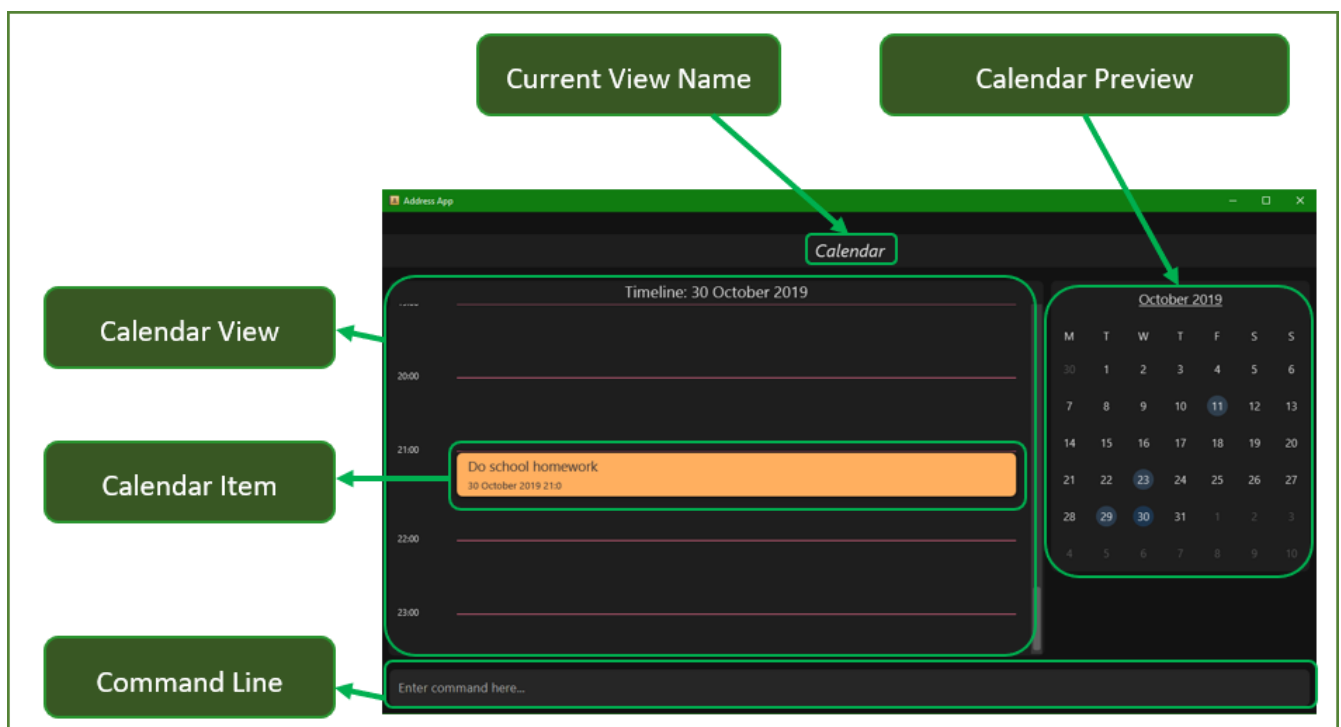 Current View Name
Calendar Preview
Address App
Calendar
Calendar View
Timeline: 30 October 2019
October 2019
M T W T F S S
20:00
30 1 2 3 4 5 6
7 8 9 10 11 12 13
Calendar Item
21:00
Do school homework
30 October 2019 21:0
14 15 16 17 18 19 20
21 22 23 24 25 26 27
28 29 30 31 1 2 3
22:00
4 5 6 7 8 9 10
23:00
Command Line
Enter command here...